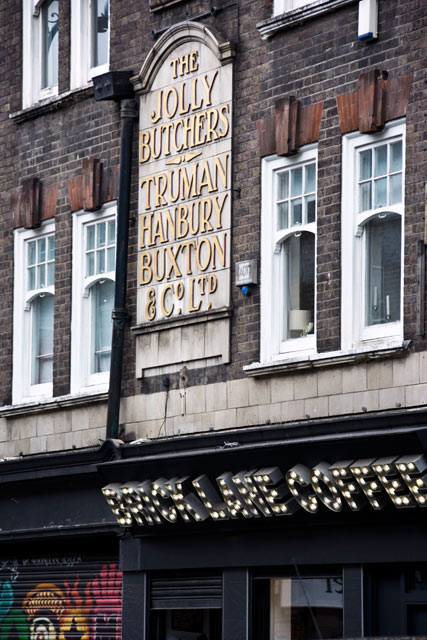 THE
JOLLY
BUTCHERS
TRUMAN
HANBURY
BUXTON
& Co. LTD
BRICK LANE COFFEE